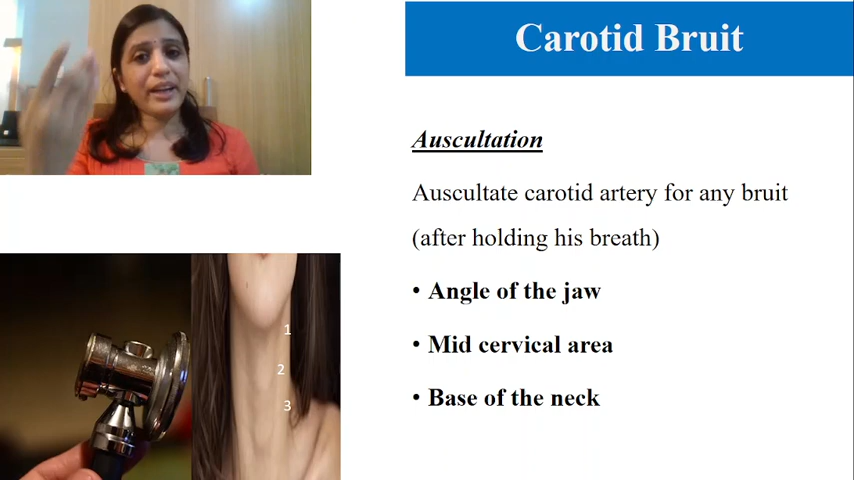 Carotid Bruit
Auscultation
Auscultate carotid artery for any bruit
(after holding his breath)
• Angle of the jaw
• Mid cervical area
• Base of the neck
1
2
3